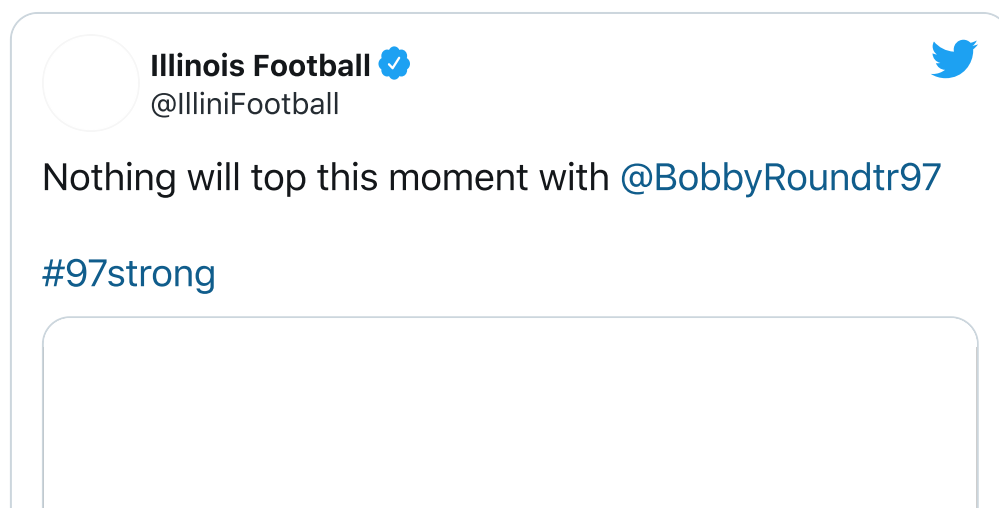 Illinois Football
@IlliniFootball
Nothing will top this moment with @BobbyRoundtr97
#97strong